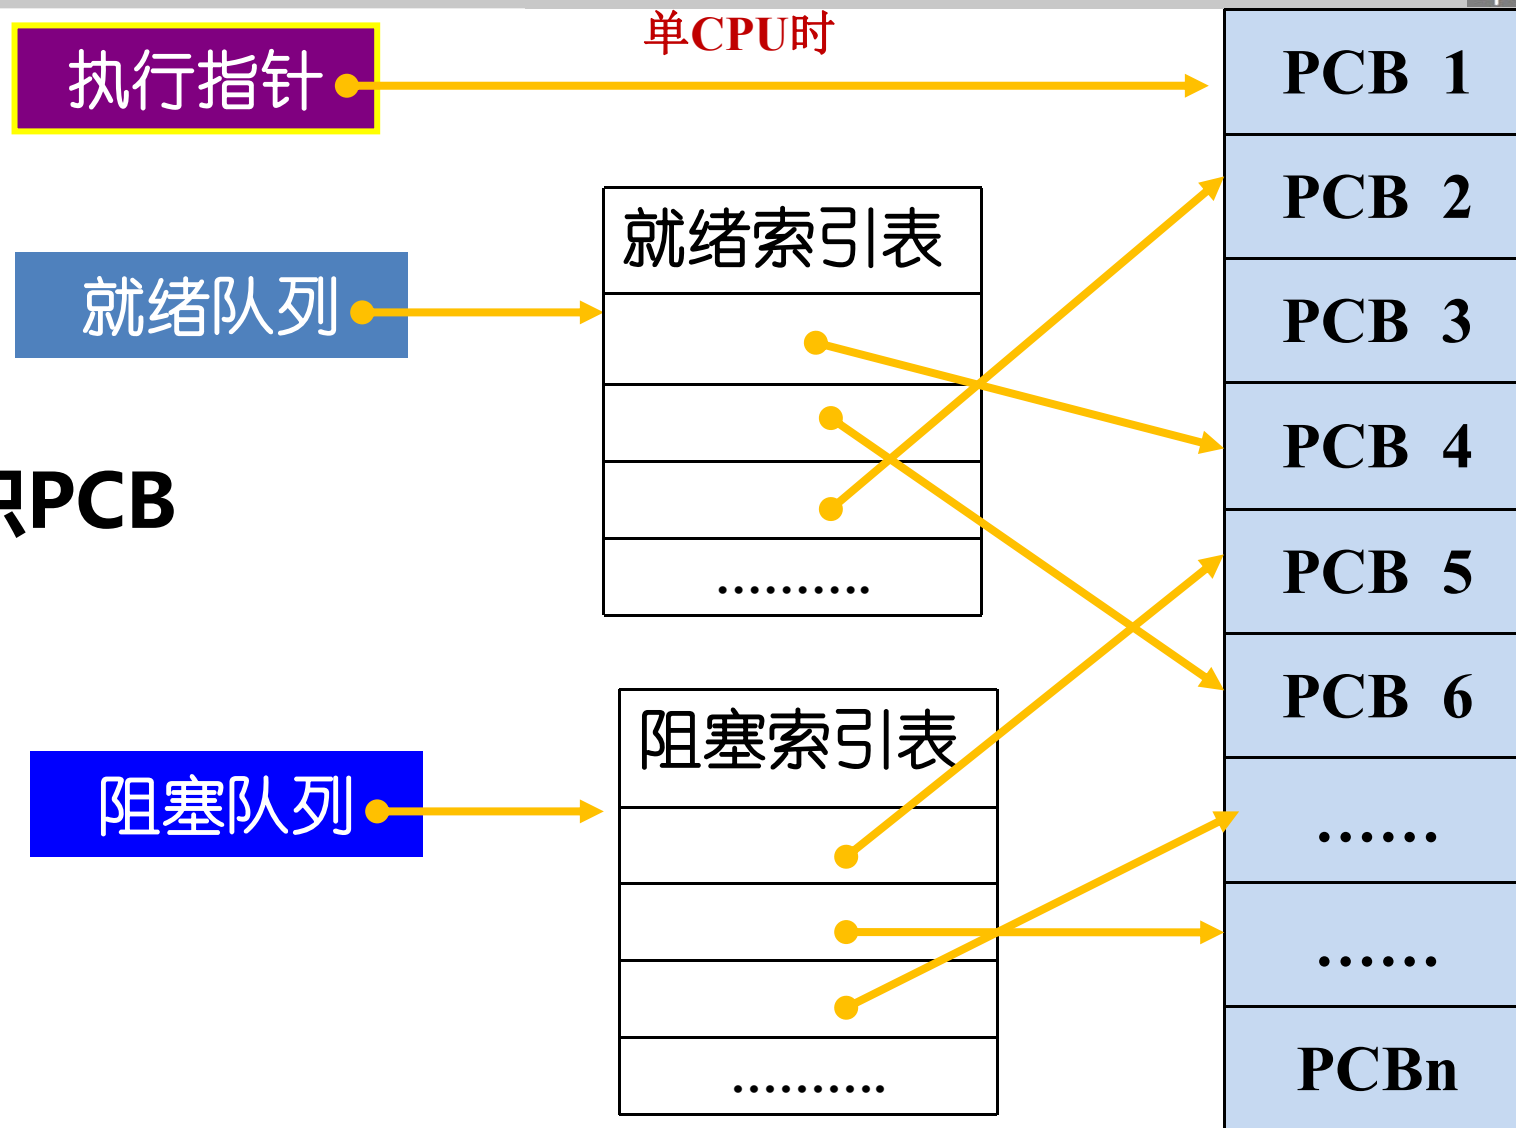 单CPU时
执行指针
就绪队列
PCB
阻塞队列
就绪索引表
..........
阻塞索引表
..........
PCB 1
PCB 2
PCB 3
PCB 4
PCB 5
PCB 6
......
......
PCBn